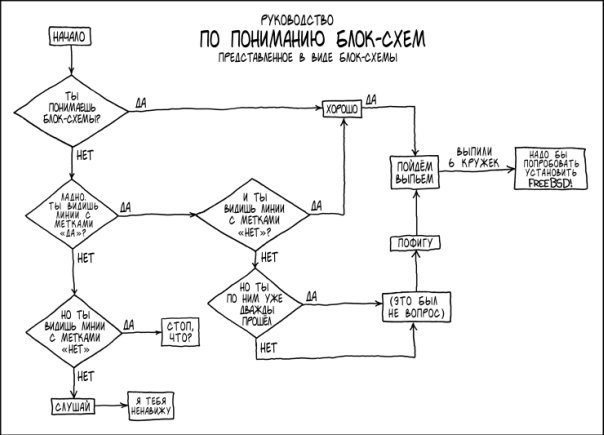 РУКОВОДСТВО
ПО ПОНИМАНИЮ БЛОК-СХЕМ
ПРЕДСТАВЛЕННОЕ В ВИДЕ БЛОК-СХЕМЫ
НАЧАЛО
ТЫ
ПОНИМАЕШЬ
БЛОК-СХЕМЫ?
ДА
ХОРОШО
ДА
НЕТ
ПОЙДЁМ
ВЫПЬЕМ
ВЫПИЛИ
6 КРУЖЕК
НАДО БЫ
ПОПРОБОВАТЬ
УСТАНОВИТЬ
FREEBSD!
ЛАДНО.
ТЫ ВИДИШЬ
ЛИНИИ С
МЕТКАМИ
«ДА»?
ДА
И ТЫ
ВИДИШЬ ЛИНИИ
С МЕТКАМИ
«НЕТ»?
ДА
НЕТ
НЕТ
ПОФИГУ
НО ТЫ
ПО НИМ УЖЕ
ДВАЖДЫ
ПРОШЁЛ
ДА
(ЭТО БЫЛ
НЕ ВОПРОС)
НЕТ
НО ТЫ
ВИДИШЬ ЛИНИИ
С МЕТКАМИ
«НЕТ»
ДА
СТОП,
ЧТО?
НЕТ
СЛУШАЙ
Я ТЕБЯ
НЕНАВИЖУ